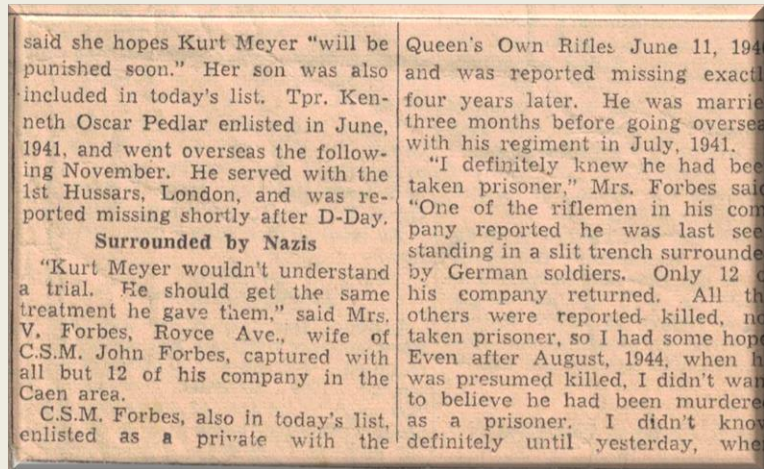 said she hopes Kurt Meyer "will be
punished soon." Her son was also
included in today's list. Tpr. Ken-
neth Oscar Pedlar enlisted in June,
1941, and went overseas the follow-
ing November. He served with the
1st Hussars, London, and was re-
ported missing shortly after D-Day.
Surrounded by Nazis
"Kurt Meyer wouldn't understand
a trial. He should get the same
treatment he gave them," said Mrs.
V. Forbes, Royce Ave., wife of
C.S.M. John Forbes, captured with
all but 12 of his company in the
Caen area.
C.S.M. Forbes, also in today's list,
enlisted as a private with the
Queen's Own Rifles June 11, 194
and was reported missing exactl
four years later. He was marrie
three months before going oversea
with his regiment in July, 1941.
"I definitely knew he had bee
taken prisoner," Mrs. Forbes said
"One of the riflemen in his com
pany reported he was last see
standing in a slit trench surrounde
by German soldiers. Only 12
his company returned. All th
others were reported killed, no
taken prisoner, so I had some hope
Even after August, 1944, when h
was presumed killed, I didn't wan
to believe he had been murdere
as a prisoner. I didn't know
definitely until yesterday, whe